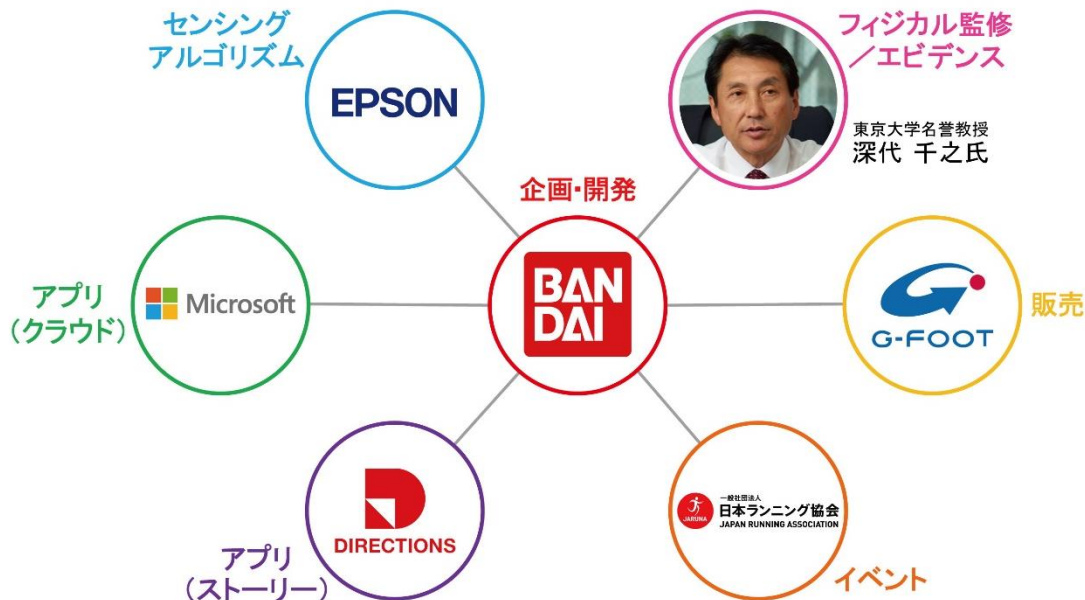 センシング
アルゴリズム
EPSON
フィジカル監修
／エビデンス
東京大学名誉教授
深代 千之氏
企画・開発
BAN
DAI
アプリ
（クラウド）
Microsoft
G-FOOT
販売
DIRECTIONS
アプリ
（ストーリー）
一般社団法人
日本ランニング協会
JAPAN RUNNING ASSOCIATION
JARUNA
イベント